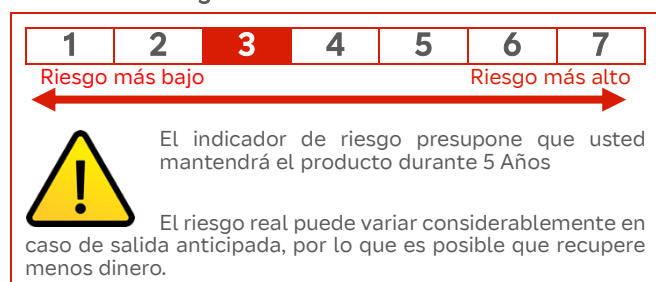 1 2 3 4 5 6 7
Riesgo más bajo Riesgo más alto
El indicador de riesgo presupone que usted
mantendrá el producto durante 5 Años
El riesgo real puede variar considerablemente en
caso de salida anticipada, por lo que es posible que recupere
menos dinero.